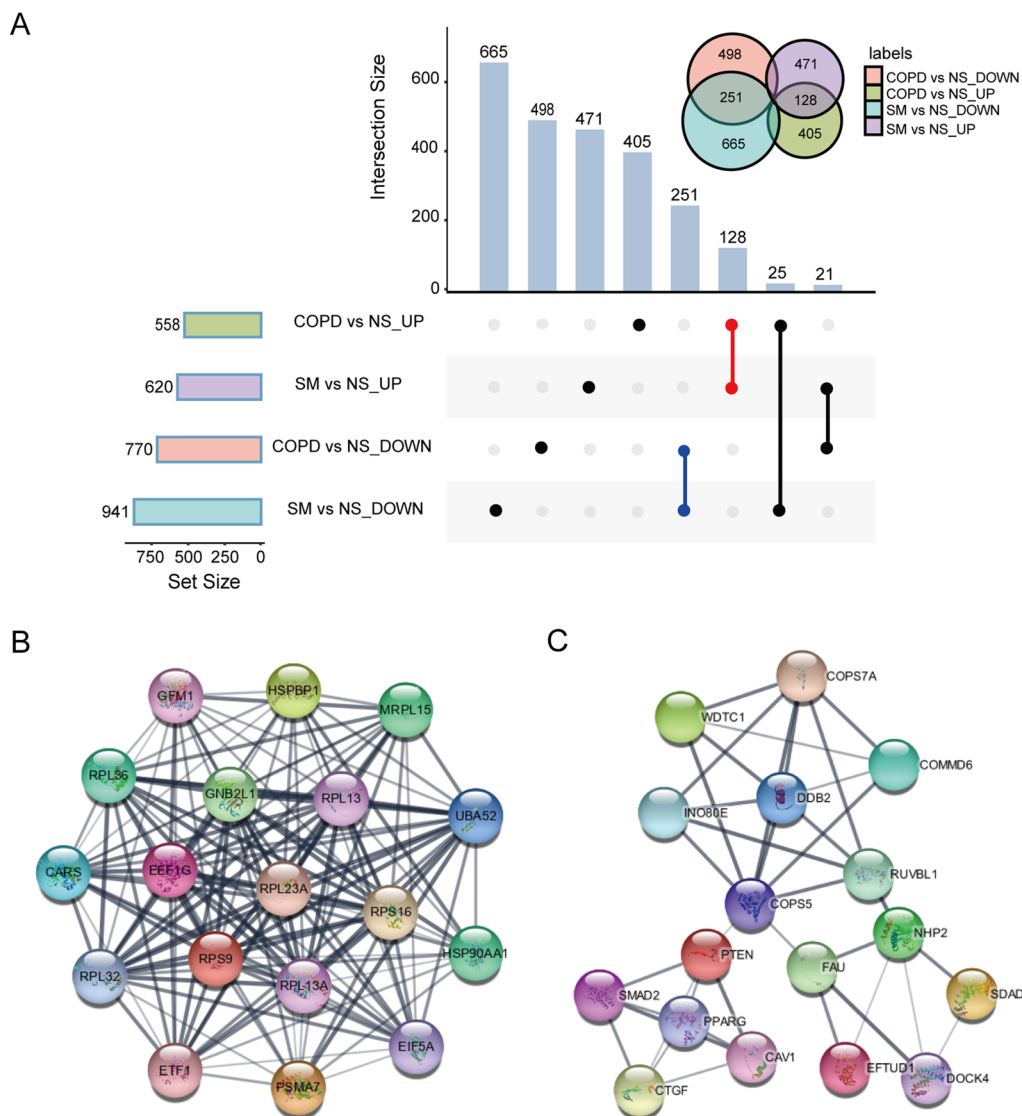 A
Intersection Size
600
400
200
0
665
498
471
405
251
128
25
21
498
471
251
128
665
405
labels
COPD vs NS_DOWN
COPD vs NS_UP
SM vs NS_DOWN
SM vs NS_UP
558
COPD vs NS_UP
620
SM vs NS_UP
770
COPD vs NS_DOWN
941
SM vs NS_DOWN
750 500 250 0
Set Size
B
GFM1
HSPBP1
MRPL15
RPL36
GNB2L1
RPL13
UBA52
CARS
EEF1G
RPL23A
RPS16
HSP90AA1
RPL32
RPS9
RPL13A
EIF5A
ETF1
PSMA7
C
COPS7A
WDTC1
COMMD6
DDB2
INO80E
RUVBL1
COPS5
NHP2
PTEN
FAU
SMAD2
SDAD
PPARG
CAV1
EFTUD1
DOCK4
CTGF